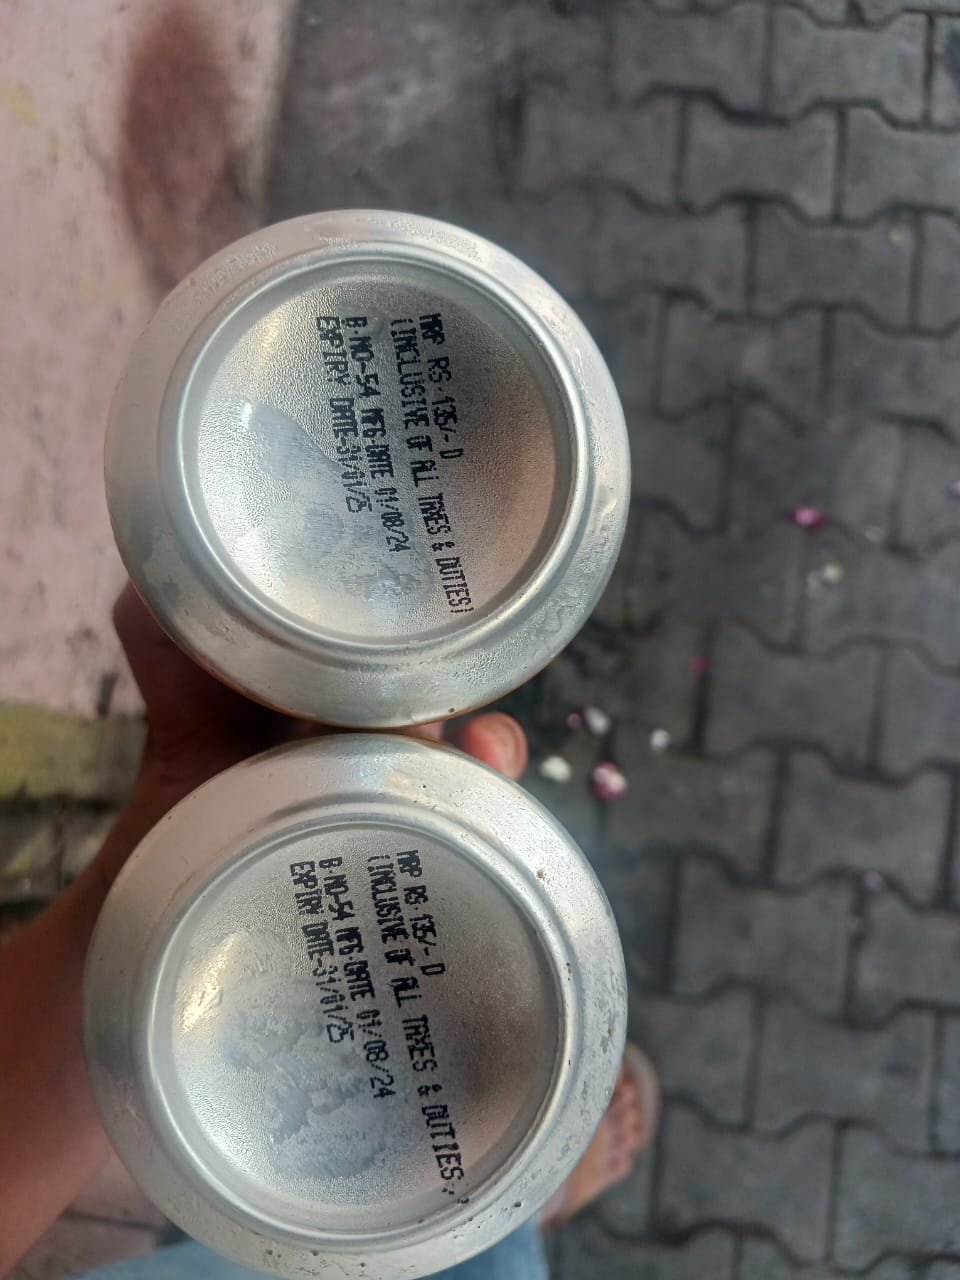 MRP RS.135/- D
(INCLUSIVE OF ALL TAXES & DUTIES)
B.NO-54 MFG.DATE 01/08/24
EXPIRY DATE-31/01/25
MRP RS.135/- D
(INCLUSIVE OF ALL TAXES & DUTIES)
B.NO-54 MFG.DATE 01/08/24
EXPIRY DATE-31/01/25